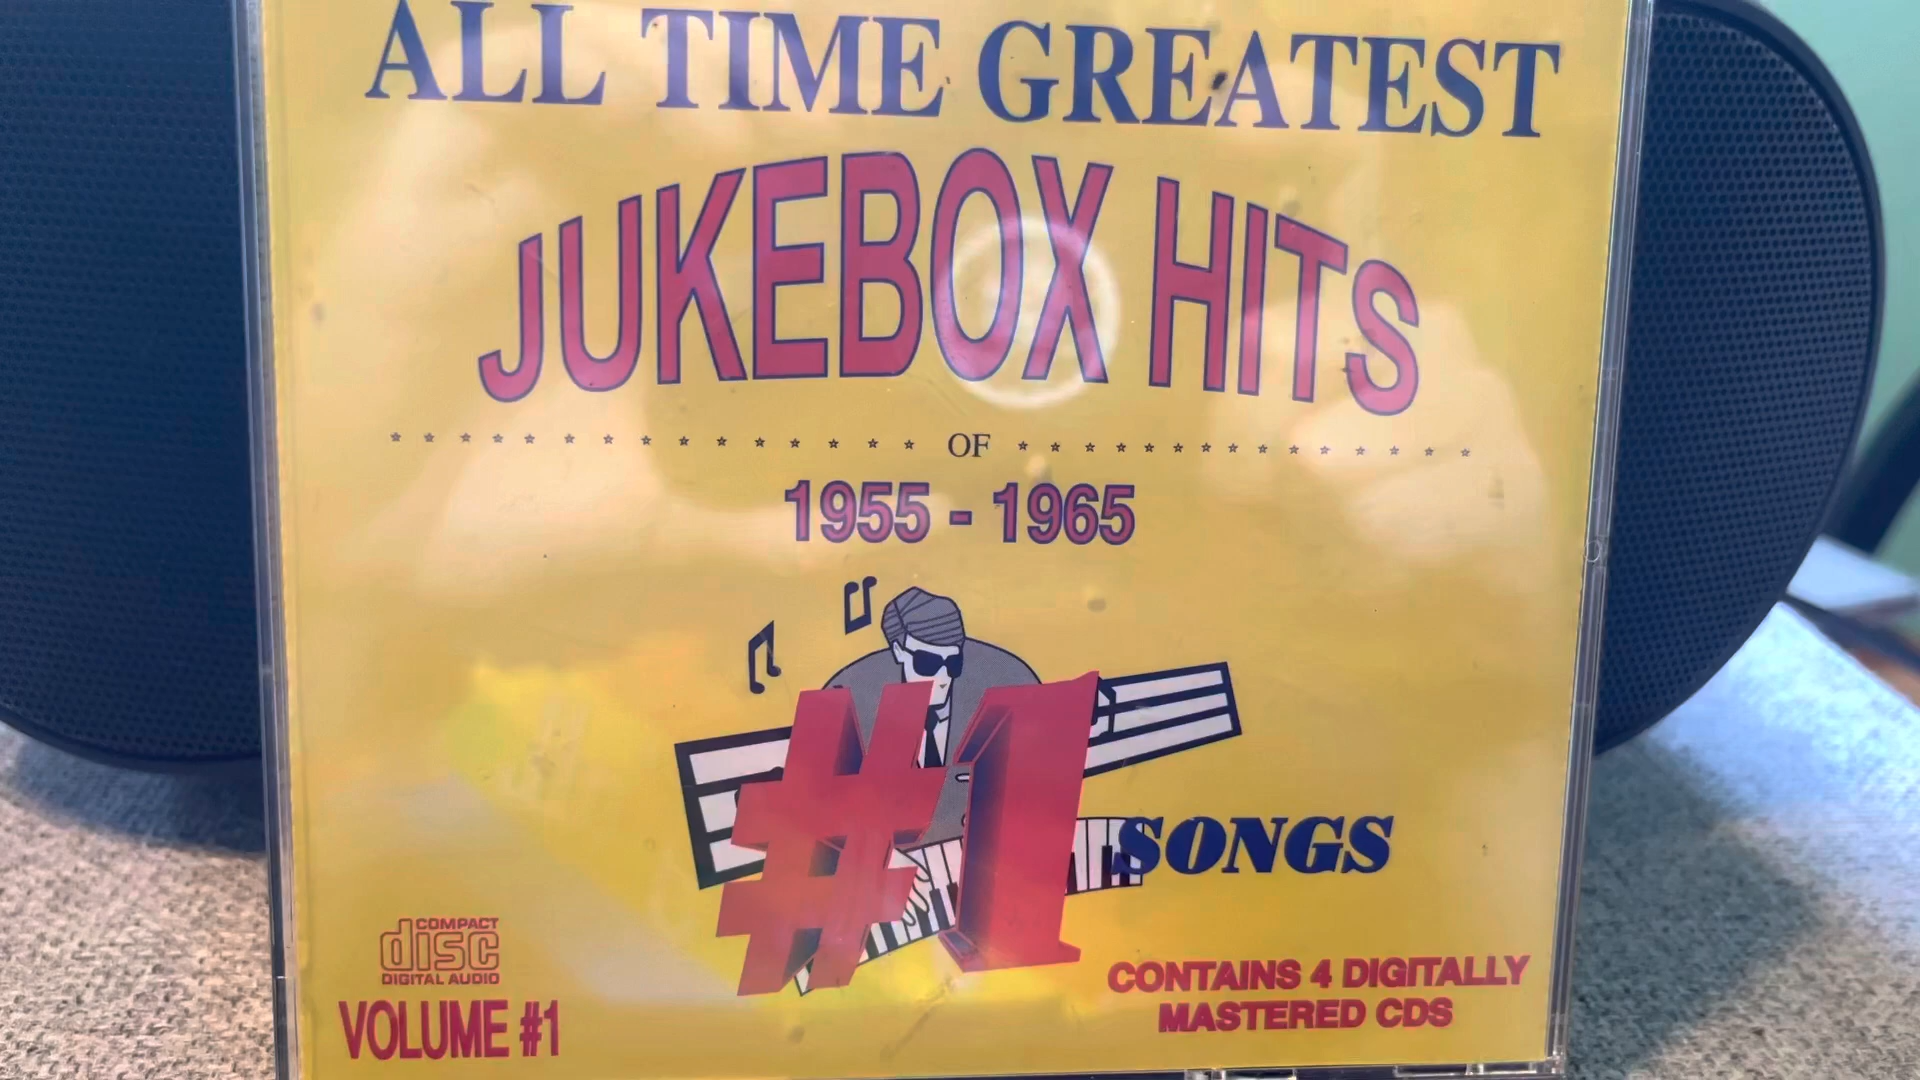 ALL TIME GREATEST
JUKEBOX HITS
OF
1955 - 1965
#1
SONGS
COMPACT
disc
DIGITAL AUDIO
VOLUME #1
CONTAINS 4 DIGITALLY
MASTERED CDS